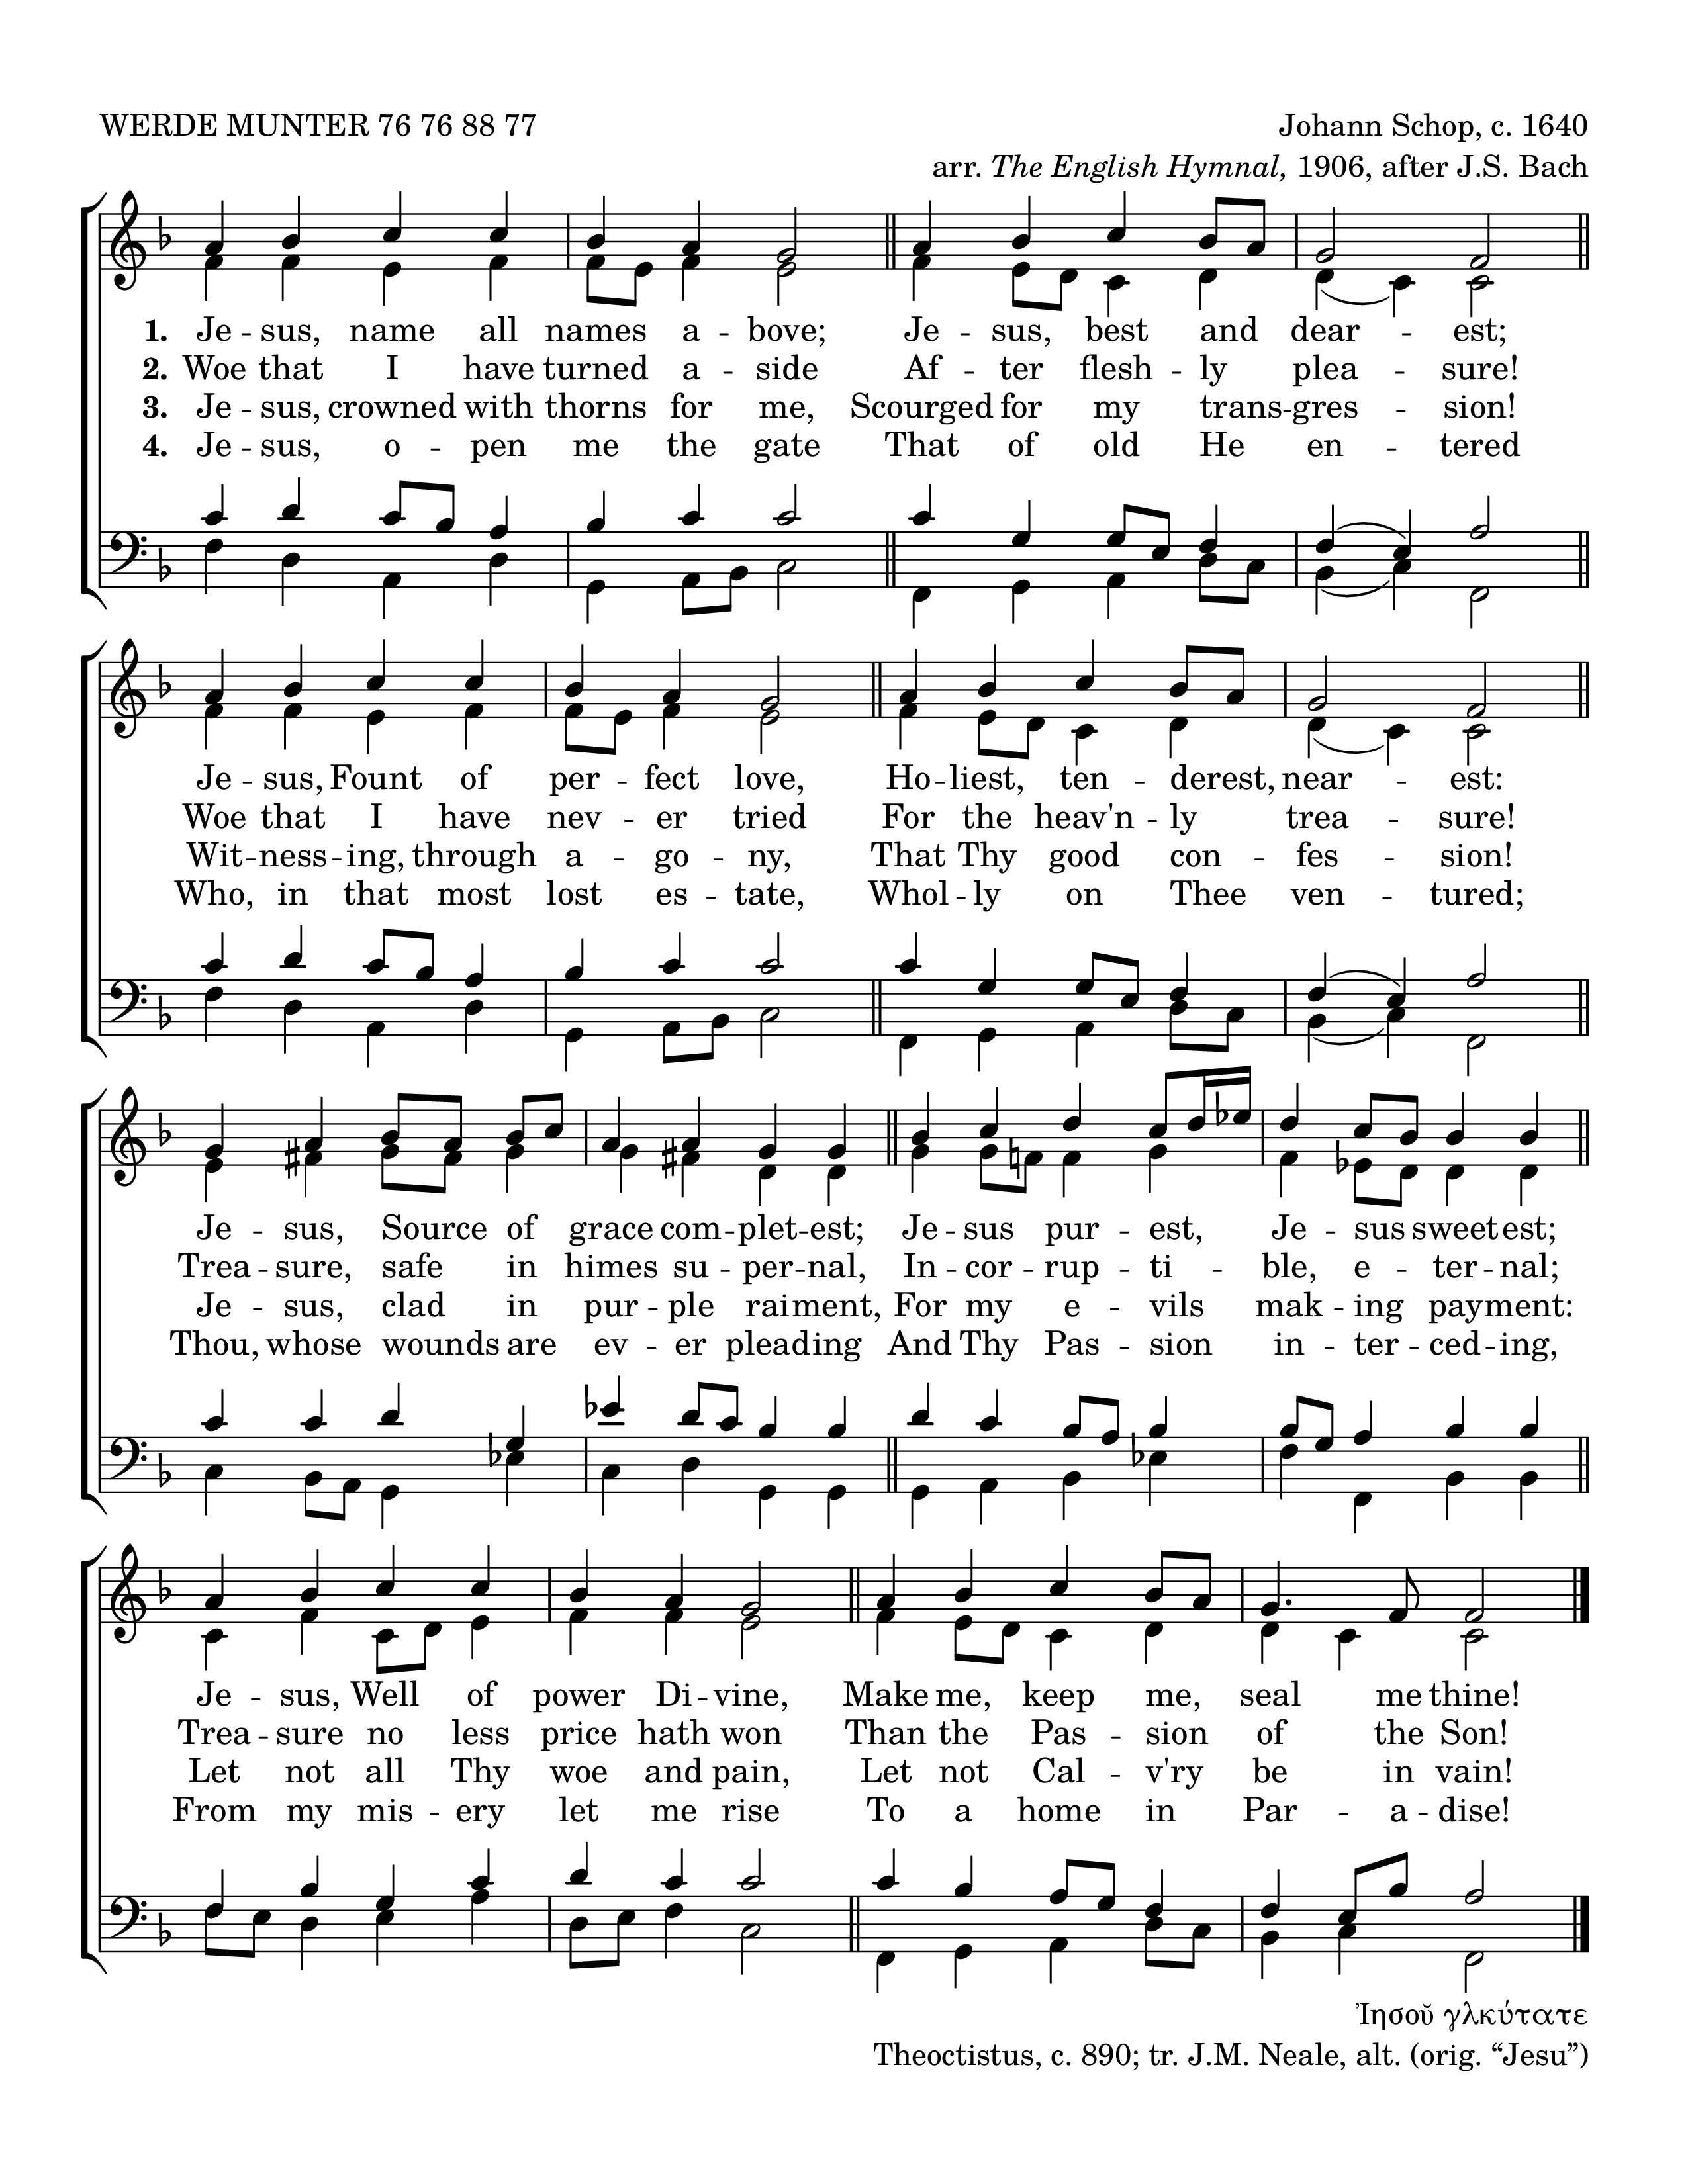 WERDE MUNTER 76 76 88 77
Johann Schop, c. 1640
arr. The English Hymnal, 1906, after J.S. Bach
1. Je -- sus, name all names a -- bove; Je -- sus, best and dear -- est;
2. Woe that I have turned a -- side Af -- ter flesh -- ly plea -- sure!
3. Je -- sus, crowned with thorns for me, Scourged for my trans -- gres -- sion!
4. Je -- sus, o -- pen me the gate That of old He en -- tered
Je -- sus, Fount of per -- fect love, Ho -- liest, ten -- derest, near -- est:
Woe that I have nev -- er tried For the heav'n -- ly trea -- sure!
Wit -- ness -- ing, through a -- go -- ny, That Thy good con -- fes -- sion!
Who, in that most lost es -- tate, Whol -- ly on Thee ven -- tured;
Je -- sus, Source of grace com -- plet -- est; Je -- sus pur -- est, Je -- sus sweet -- est;
Trea -- sure, safe in himes su -- per -- nal, In -- cor -- rup -- ti -- ble, e -- ter -- nal;
Je -- sus, clad in pur -- ple rai -- ment, For my e -- vils mak -- ing pay -- ment:
Thou, whose wounds are ev -- er plead -- ing And Thy Pas -- sion in -- ter -- ced -- ing,
Je -- sus, Well of power Di -- vine, Make me, keep me, seal me thine!
Trea -- sure no less price hath won Than the Pas -- sion of the Son!
Let not all Thy woe and pain, Let not Cal -- v'ry be in vain!
From my mis -- ery let me rise To a home in Par -- a -- dise!
Ἰησοῦ γλκύτατε
Theoctistus, c. 890; tr. J.M. Neale, alt. (orig. “Jesu”)